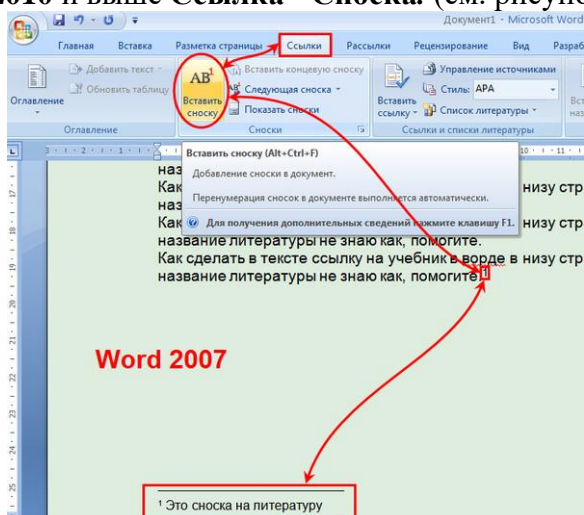 и выше Ссылка - Сноска. (см. рисуно
Документ1 - Microsoft Word
Главная Вставка Разметка страницы Ссылки Рассылки Рецензирование Вид Разраб
Оглавление
Добавить текст
Обновить таблицу
Оглавление
AB¹
Вставить сноску
Вставить концевую сноску
Следующая сноска
Показать сноски
Сноски
Вставить ссылку
Управление источниками
Стиль: APA
Список литературы
Ссылки и списки литературы
Вставить сноску (Alt+Ctrl+F)
Добавление сноски в документ.
Перенумерация сносок в документе выполняется автоматически.
Для получения дополнительных сведений нажмите клавишу F1.
наз
Как низу стр
наз
Как низу стр
название литературы не знаю как, помогите.
Как сделать в тексте ссылку на учебник в ворде в низу стр
название литературы не знаю как, помогите.¹
Word 2007
¹ Это сноска на литературу